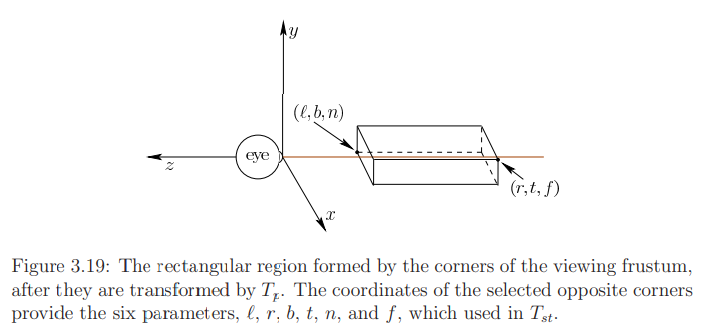 y
(ℓ,b,n)
eye
z
(r,t,f)
x
Figure 3.19: The rectangular region formed by the corners of the viewing frustum,
after they are transformed by Tₚ. The coordinates of the selected opposite corners
provide the six parameters, ℓ, r, b, t, n, and f, which used in Tₛₜ.